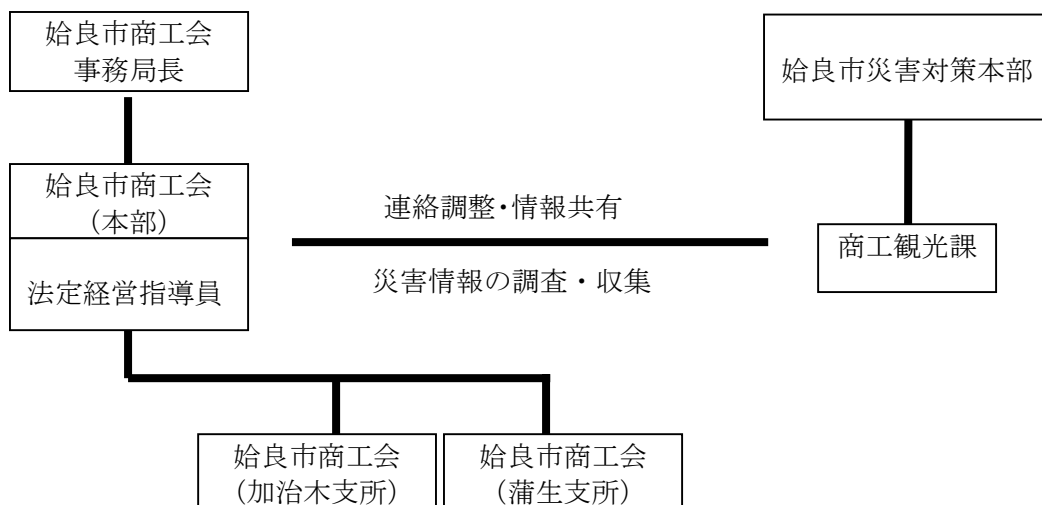 姶良市商工会
事務局長
姶良市災害対策本部
姶良市商工会
(本部)
法定経営指導員
連絡調整・情報共有
災害情報の調査・収集
商工観光課
姶良市商工会
(加治木支所)
姶良市商工会
(蒲生支所)